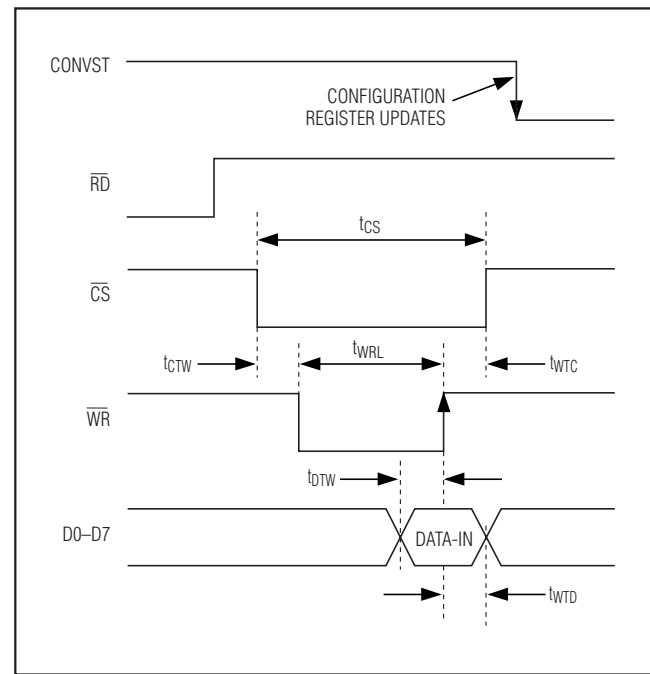 CONVST
CONFIGURATION
REGISTER UPDATES
RD
tCS
CS
tCTW
tWRL
tWTC
WR
tDTW
D0–D7
DATA-IN
tWTD